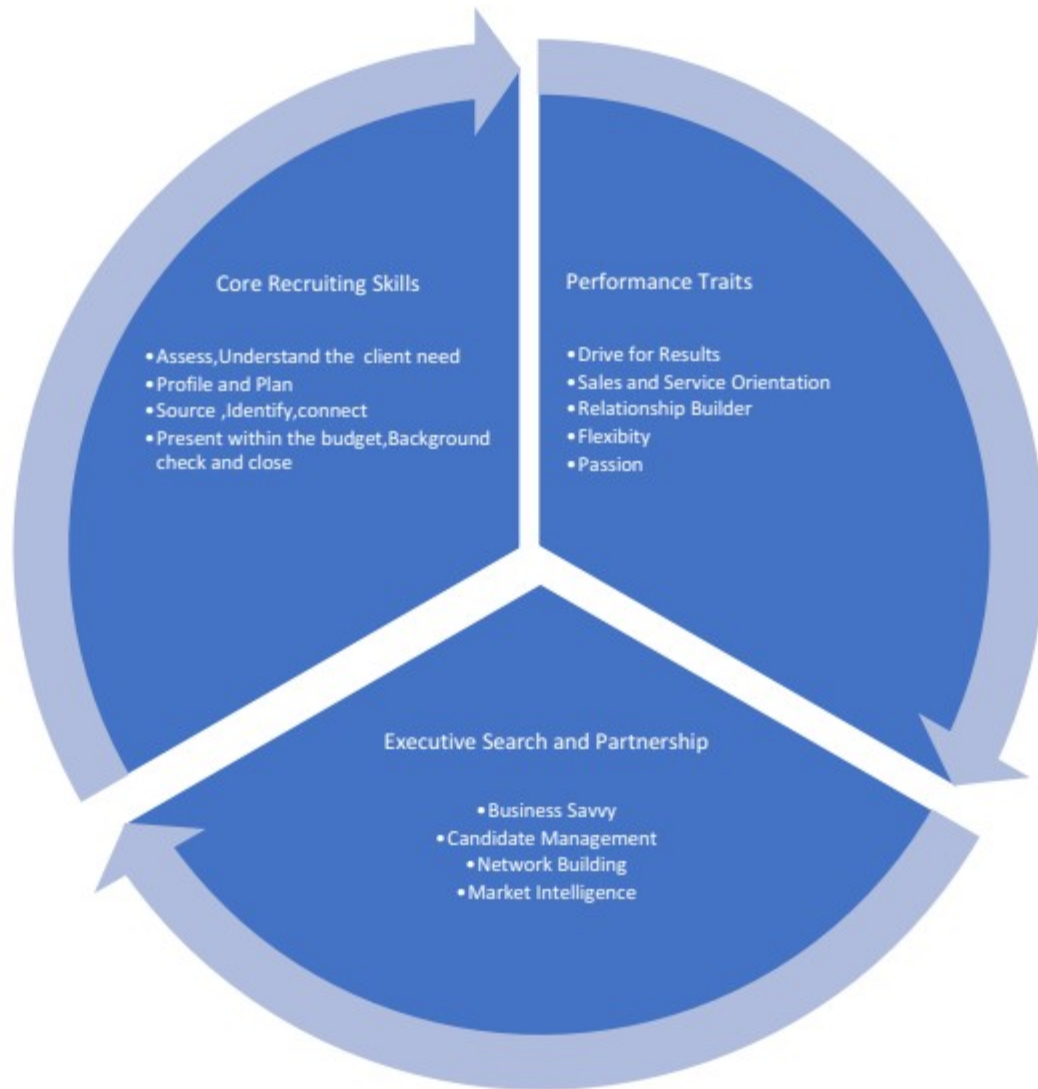 Core Recruiting Skills
•Assess,Understand the client need
•Profile and Plan
•Source ,Identify,connect
•Present within the budget,Background
check and close
Performance Traits
•Drive for Results
•Sales and Service Orientation
•Relationship Builder
•Flexibity
•Passion
Executive Search and Partnership
•Business Savvy
•Candidate Management
•Network Building
•Market Intelligence